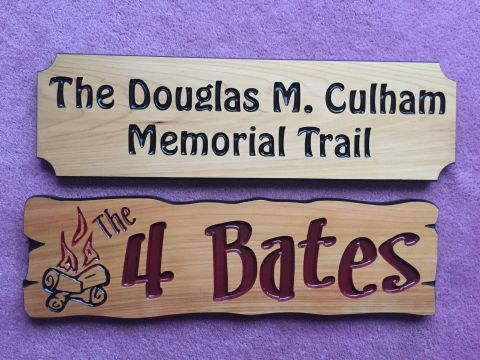 The Douglas M. Culham
Memorial Trail
The
4 Bates